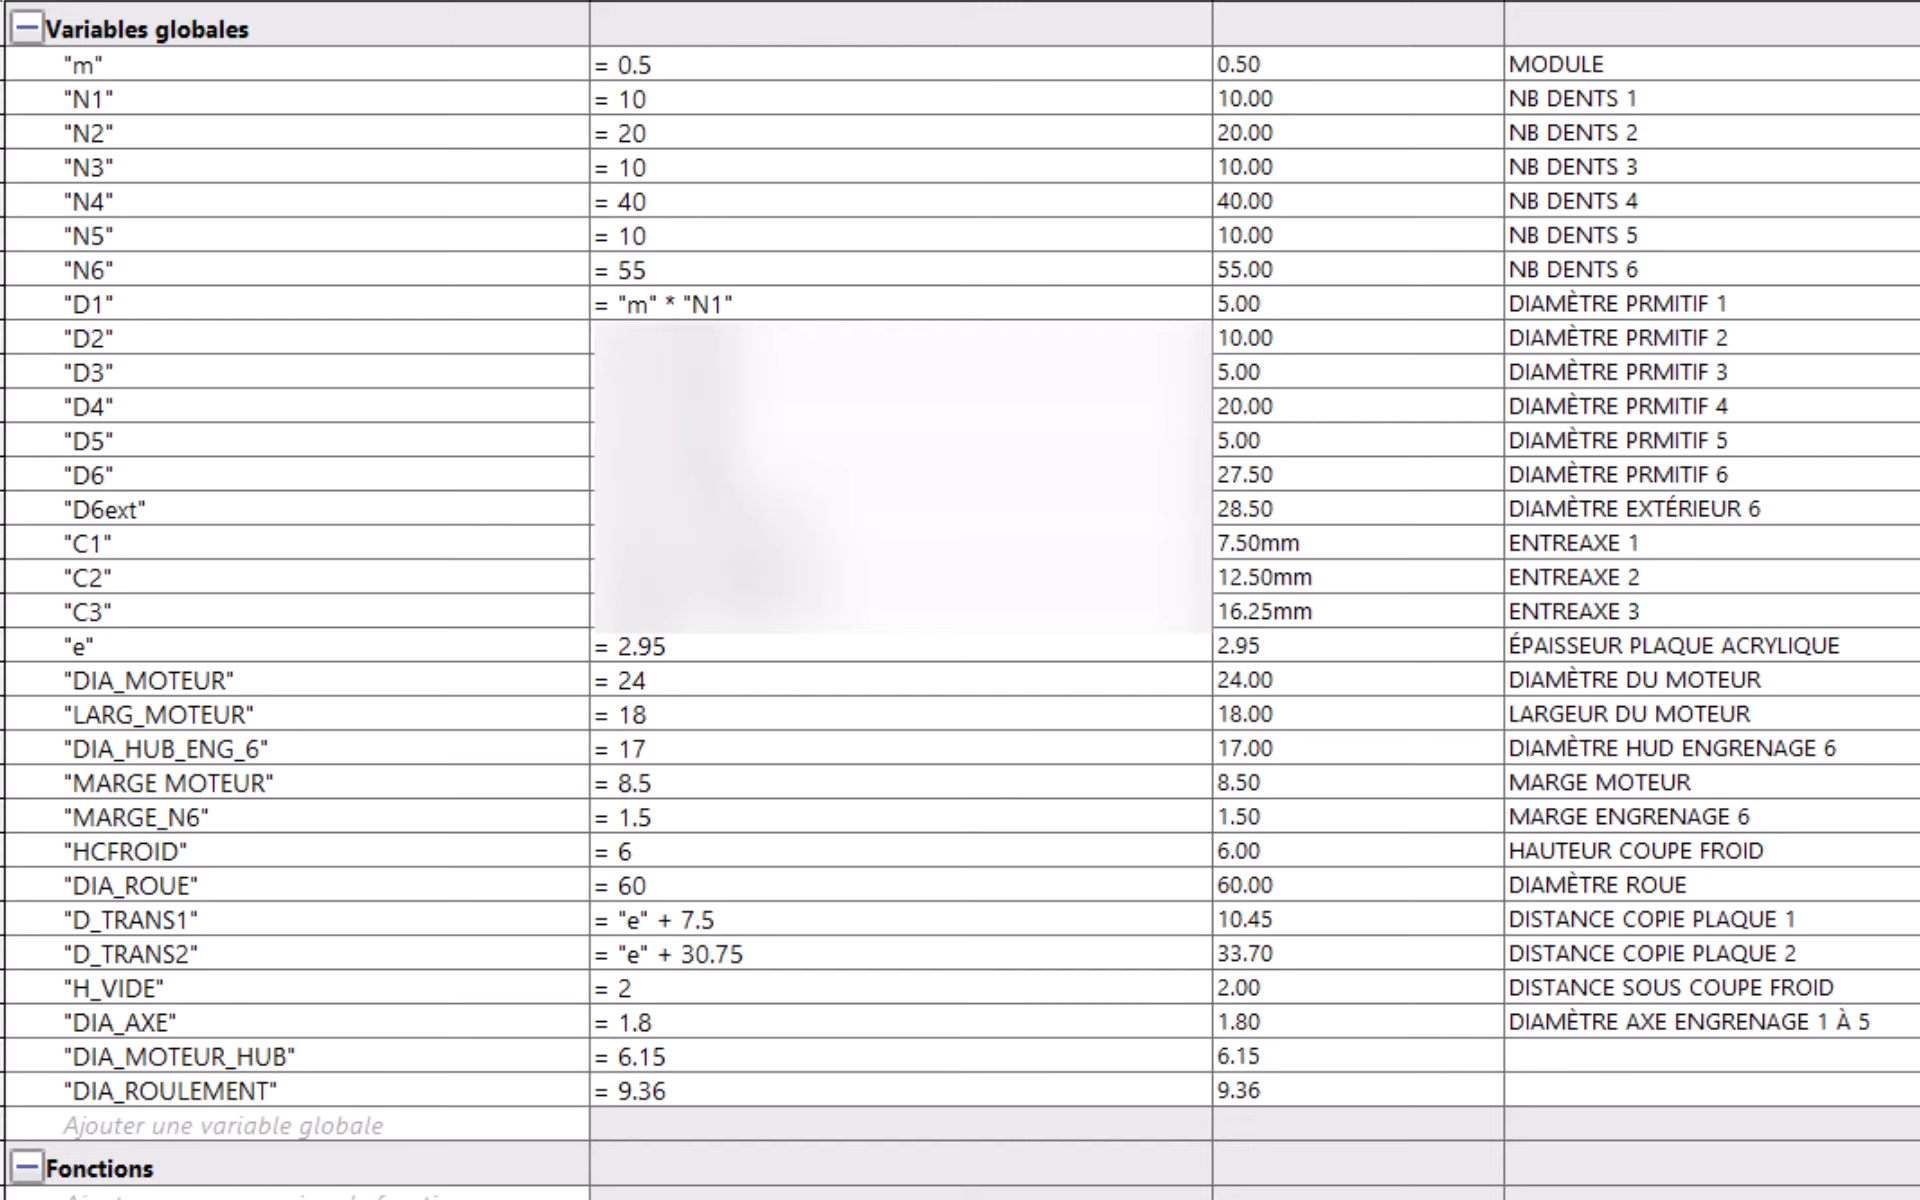 Variables globales
"m" = 0.5 0.50 MODULE
"N1" = 10 10.00 NB DENTS 1
"N2" = 20 20.00 NB DENTS 2
"N3" = 10 10.00 NB DENTS 3
"N4" = 40 40.00 NB DENTS 4
"N5" = 10 10.00 NB DENTS 5
"N6" = 55 55.00 NB DENTS 6
"D1" = "m" * "N1" 5.00 DIAMÈTRE PRMITIF 1
"D2" 10.00 DIAMÈTRE PRMITIF 2
"D3" 5.00 DIAMÈTRE PRMITIF 3
"D4" 20.00 DIAMÈTRE PRMITIF 4
"D5" 5.00 DIAMÈTRE PRMITIF 5
"D6" 27.50 DIAMÈTRE PRMITIF 6
"D6ext" 28.50 DIAMÈTRE EXTÉRIEUR 6
"C1" 7.50mm ENTREAXE 1
"C2" 12.50mm ENTREAXE 2
"C3" 16.25mm ENTREAXE 3
"e" = 2.95 2.95 ÉPAISSEUR PLAQUE ACRYLIQUE
"DIA_MOTEUR" = 24 24.00 DIAMÈTRE DU MOTEUR
"LARG_MOTEUR" = 18 18.00 LARGEUR DU MOTEUR
"DIA_HUB_ENG_6" = 17 17.00 DIAMÈTRE HUD ENGRENAGE 6
"MARGE MOTEUR" = 8.5 8.50 MARGE MOTEUR
"MARGE_N6" = 1.5 1.50 MARGE ENGRENAGE 6
"HCFROID" = 6 6.00 HAUTEUR COUPE FROID
"DIA_ROUE" = 60 60.00 DIAMÈTRE ROUE
"D_TRANS1" = "e" + 7.5 10.45 DISTANCE COPIE PLAQUE 1
"D_TRANS2" = "e" + 30.75 33.70 DISTANCE COPIE PLAQUE 2
"H_VIDE" = 2 2.00 DISTANCE SOUS COUPE FROID
"DIA_AXE" = 1.8 1.80 DIAMÈTRE AXE ENGRENAGE 1 À 5
"DIA_MOTEUR_HUB" = 6.15 6.15
"DIA_ROULEMENT" = 9.36 9.36
Ajouter une variable globale
Fonctions